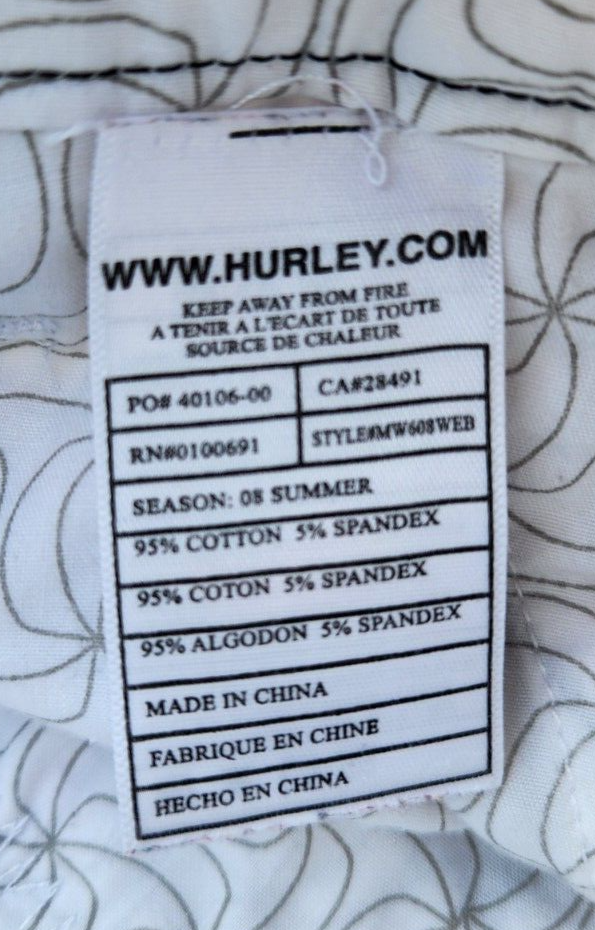 WWW.HURLEY.COM
KEEP AWAY FROM FIRE
A TENIR A L'ECART DE TOUTE
SOURCE DE CHALEUR
PO# 40106-00 CA#28491
RN#0100691 STYLE#MW608WEB
SEASON: 08 SUMMER
95% COTTON 5% SPANDEX
95% COTON 5% SPANDEX
95% ALGODON 5% SPANDEX
MADE IN CHINA
FABRIQUE EN CHINE
HECHO EN CHINA